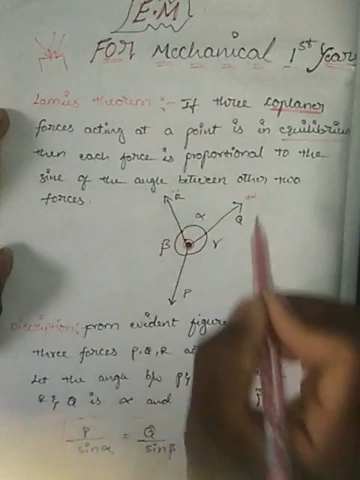 E.M
FOR Mechanical 1st Years
Lamis theorem :- If three coplaner
forces acting at a point is in equilibrium
then each force is proportional to the
sine of the angle between other two
forces.
R α Q
β γ
P
Discription: from evident figure
three forces P, Q, R
Let the angle b/w
Q is α and
P/sinα = Q/sinβ